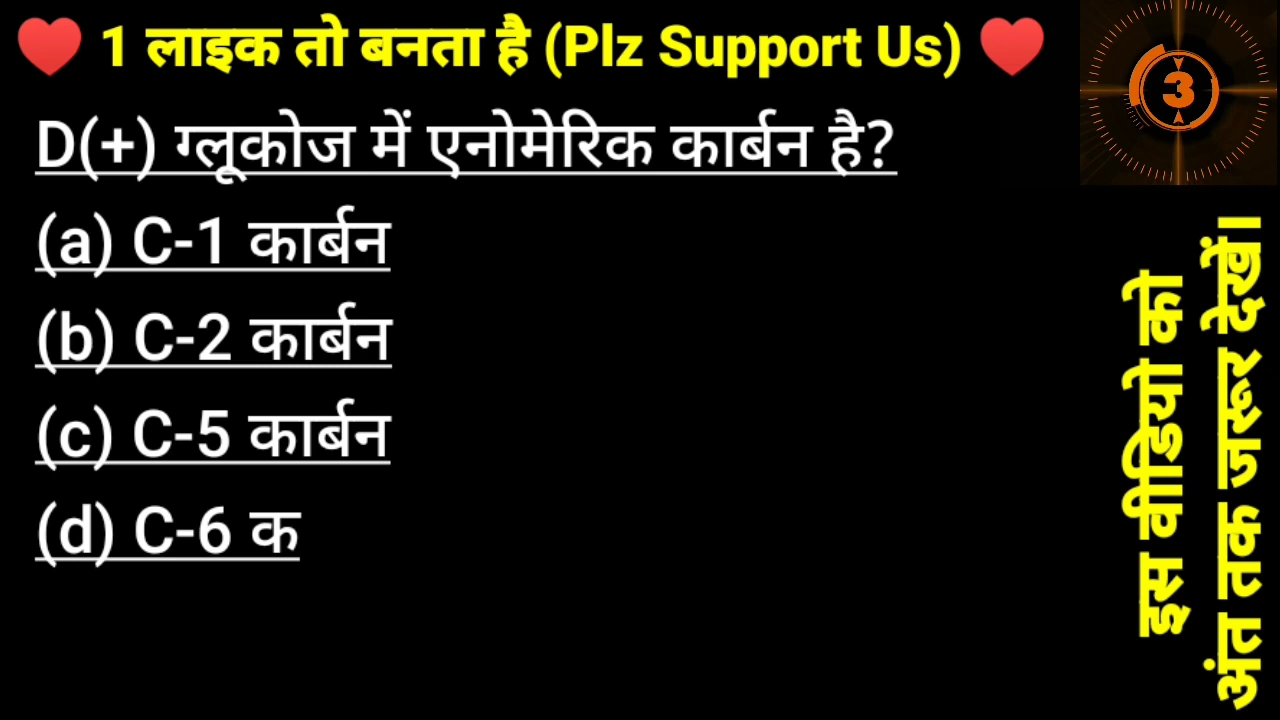 ♥ 1 लाइक तो बनता है (Plz Support Us) ♥
3
D(+) ग्लूकोज में एनोमेरिक कार्बन है?
(a) C-1 कार्बन
(b) C-2 कार्बन
(c) C-5 कार्बन
(d) C-6 क
इस वीडियो को
अंत तक जरूर देखें।